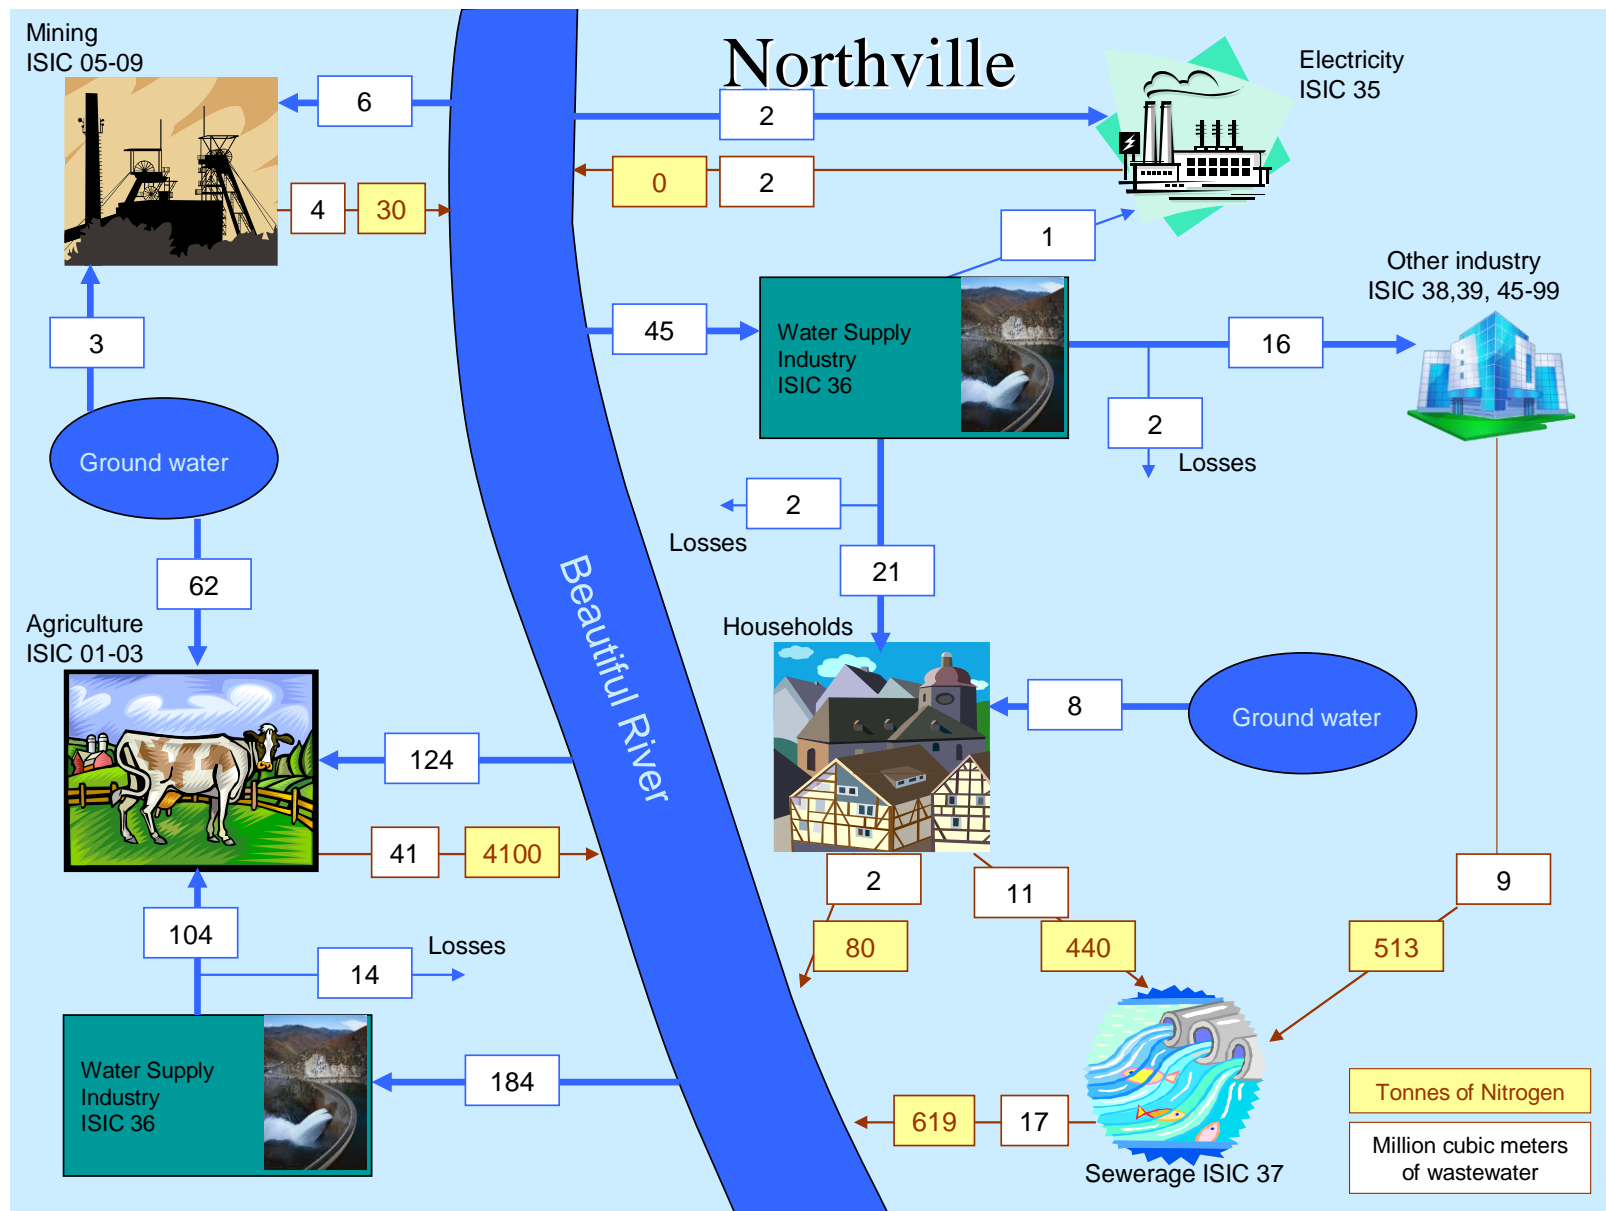 Mining
ISIC 05-09
Northville
Electricity
ISIC 35
6
2
0
2
4
30
1
Other industry
ISIC 38,39, 45-99
3
45
Water Supply
Industry
ISIC 36
16
2
Losses
Ground water
2
Losses
21
62
Agriculture
ISIC 01-03
Beautiful River
Households
8
Ground water
124
41
4100
2
11
9
104
80
440
513
Losses
14
Water Supply
Industry
ISIC 36
184
619
17
Sewerage ISIC 37
Tonnes of Nitrogen
Million cubic meters
of wastewater